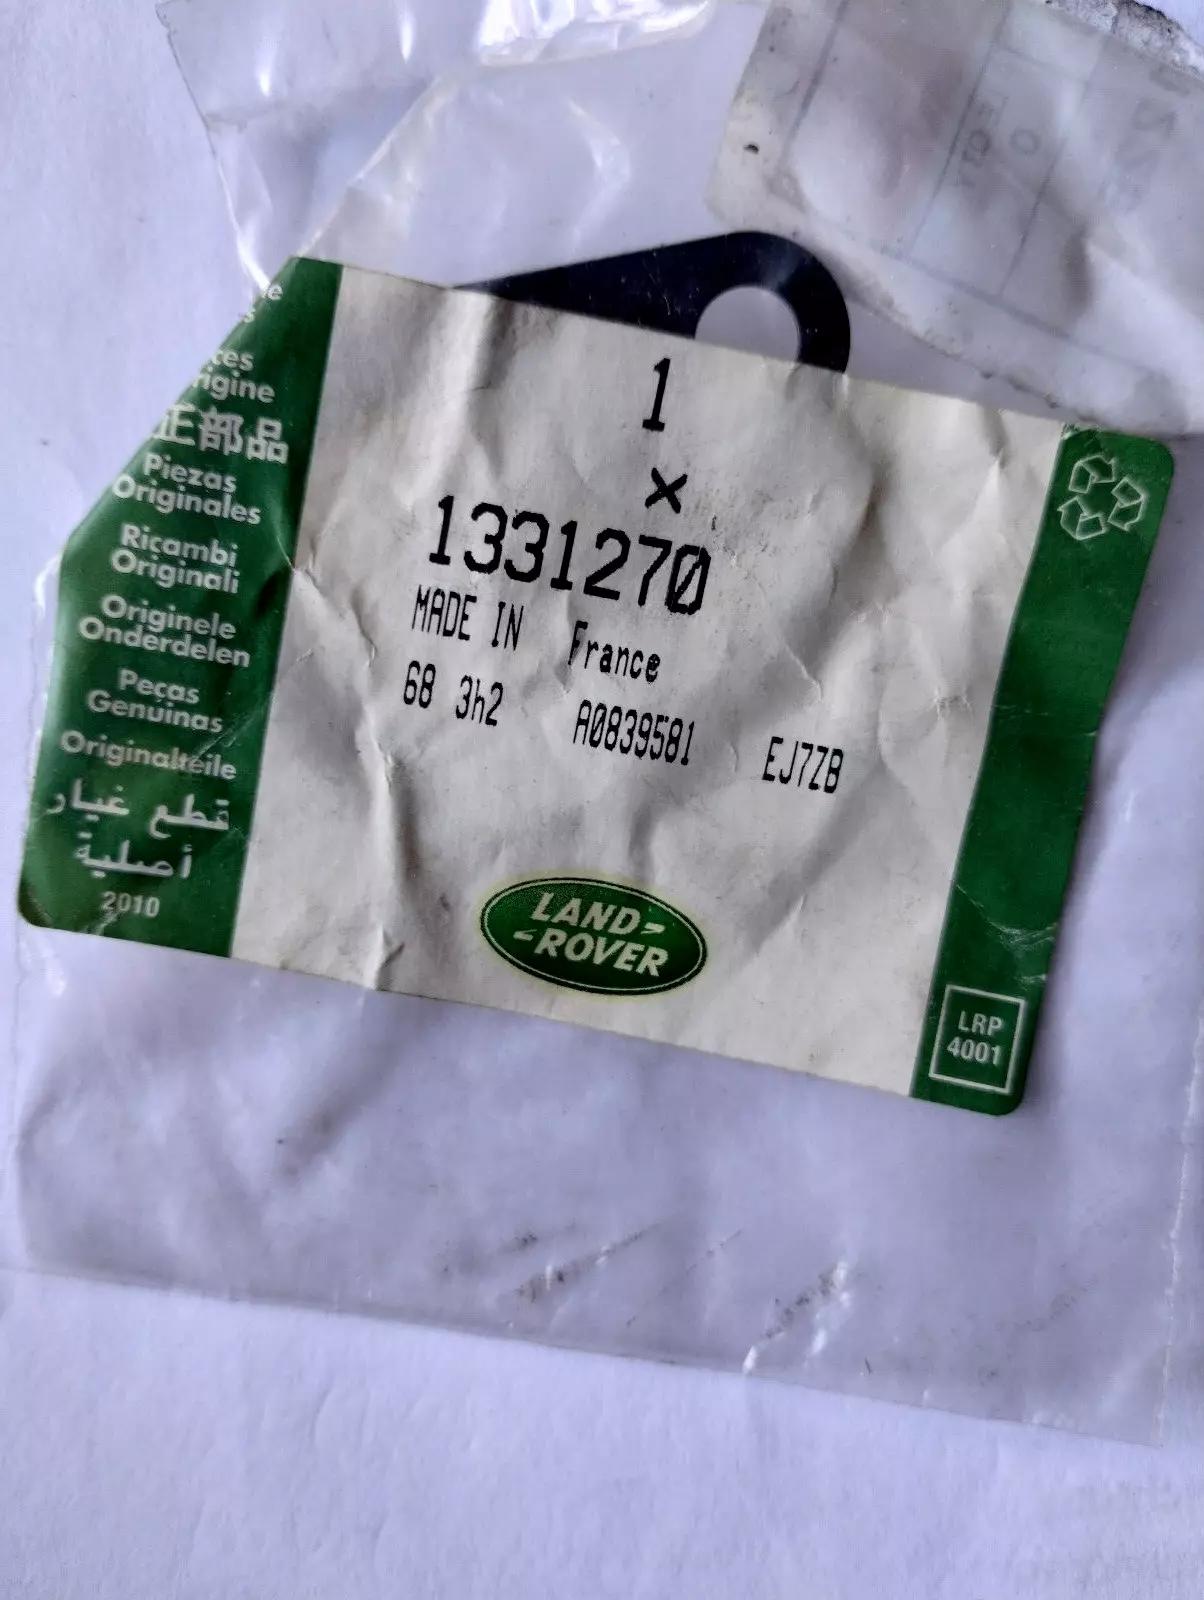 Piezas
Originales
Ricambi
Originali
Originele
Onderdelen
Peças
Genuinas
Originalteile
قطع غيار
أصلية
2010
1
x
1331270
MADE IN France
68 3h2 A0839581 EJ7ZB
LAND-
-ROVER
LRP
4001